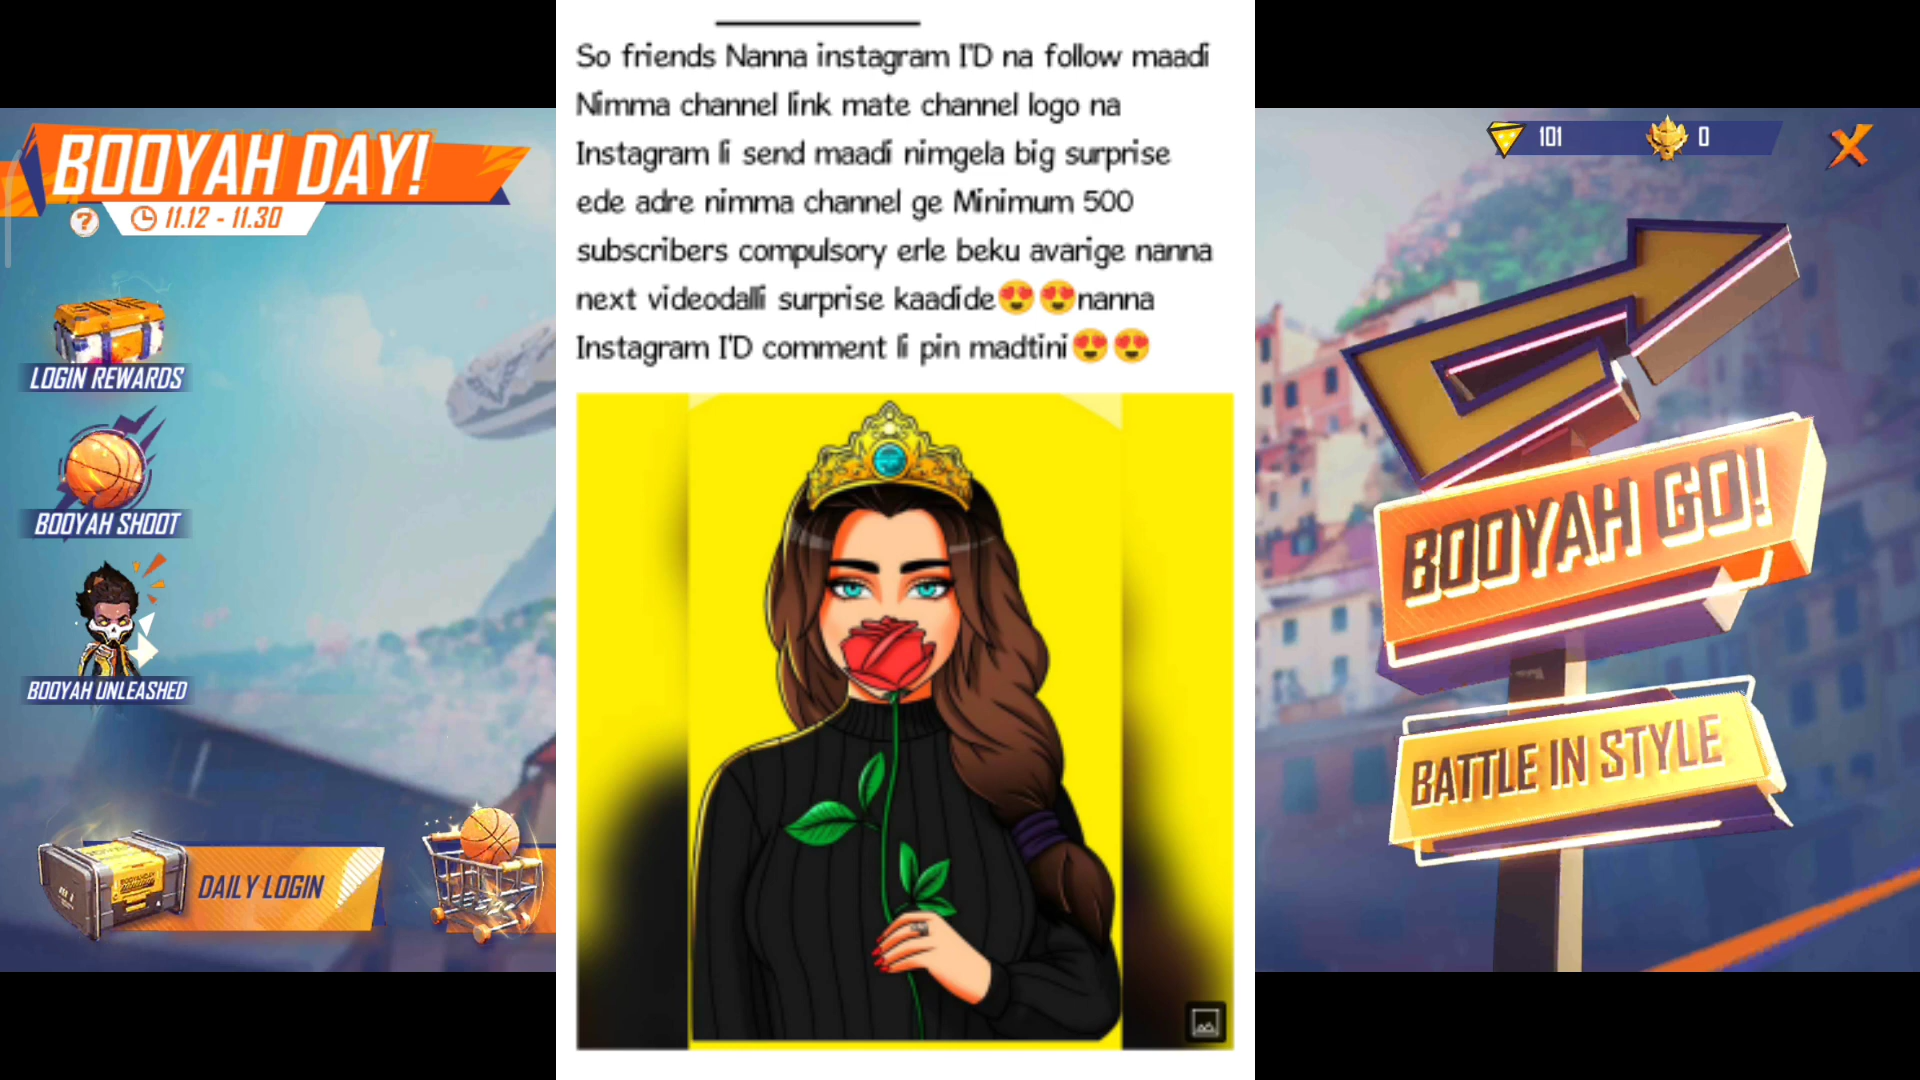 BOOYAH DAY!
? 11.12 - 11.30
LOGIN REWARDS
BOOYAH SHOOT
BOOYAH UNLEASHED
DAILY LOGIN
So friends Nanna instagram I'D na follow maadi
Nimma channel link mate channel logo na
Instagram li send maadi nimgela big surprise
ede adre nimma channel ge Minimum 500
subscribers compulsory erle beku avarige nanna
next videodalli surprise kaadide😍😍nanna
Instagram I'D comment li pin madtini😍😍
101 0
BOOYAH GO!
BATTLE IN STYLE